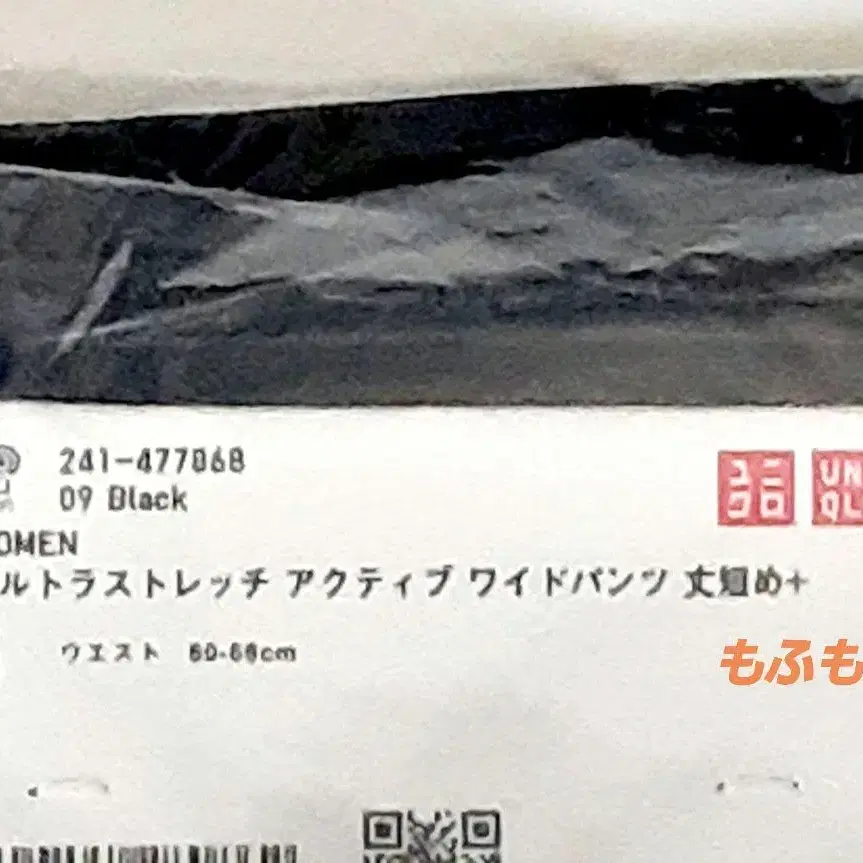 241-477068
09 Black
ユニクロ UN QL
OMEN
ルトラストレッチ アクティブ ワイドパンツ 丈短め+
ウエスト
もふも